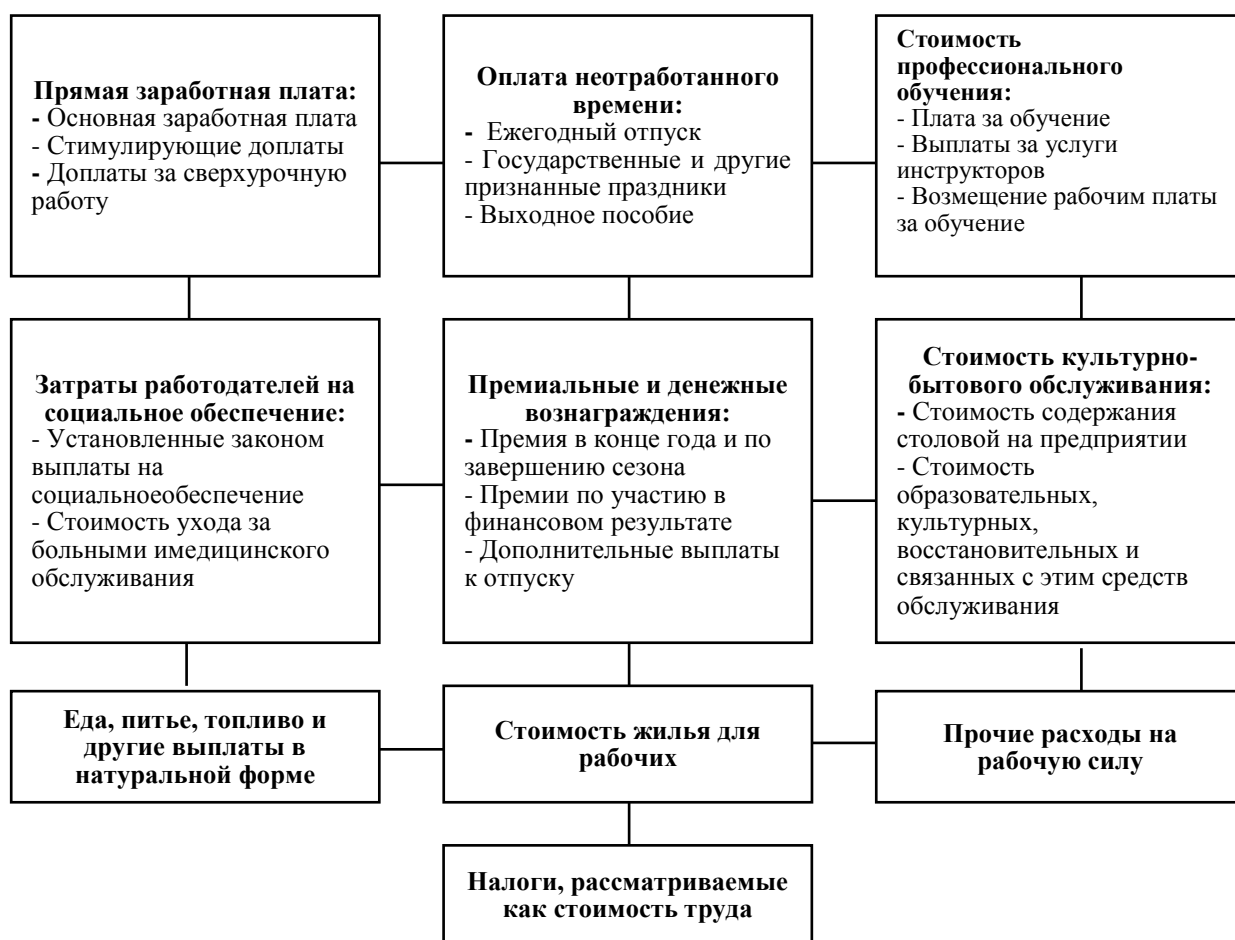 Прямая заработная плата:
- Основная заработная плата
- Стимулирующие доплаты
- Доплаты за сверхурочную
работу
Оплата неотработанного
времени:
- Ежегодный отпуск
- Государственные и другие
признанные праздники
- Выходное пособие
Стоимость
профессионального
обучения:
- Плата за обучение
- Выплаты за услуги
инструкторов
- Возмещение рабочим платы
за обучение
Затраты работодателей на
социальное обеспечение:
- Установленные законом
выплаты на
социальноеобеспечение
- Стоимость ухода за
больными имедицинского
обслуживания
Премиальные и денежные
вознаграждения:
- Премия в конце года и по
завершению сезона
- Премии по участию в
финансовом результате
- Дополнительные выплаты
к отпуску
Стоимость культурно-
бытового обслуживания:
- Стоимость содержания
столовой на предприятии
- Стоимость
образовательных,
культурных,
восстановительных и
связанных с этим средств
обслуживания
Еда, питье, топливо и
другие выплаты в
натуральной форме
Стоимость жилья для
рабочих
Прочие расходы на
рабочую силу
Налоги, рассматриваемые
как стоимость труда